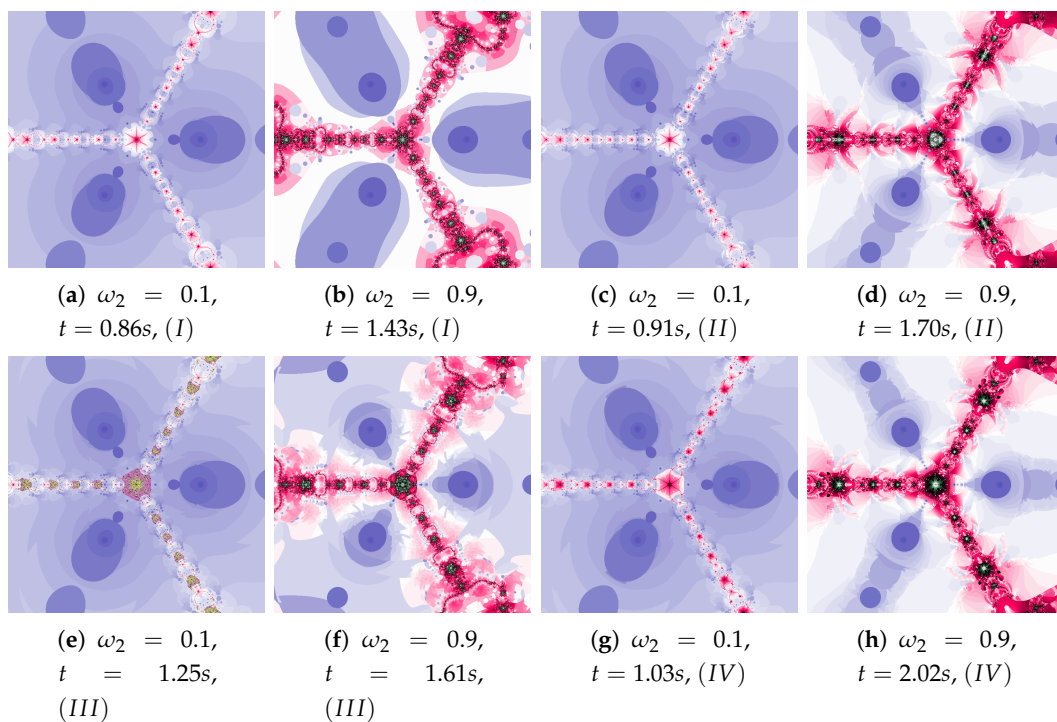 (a) ω₂ = 0.1,
t = 0.86s, (I)
(b) ω₂ = 0.9,
t = 1.43s, (I)
(c) ω₂ = 0.1,
t = 0.91s, (II)
(d) ω₂ = 0.9,
t = 1.70s, (II)
(e) ω₂ = 0.1,
t = 1.25s,
(III)
(f) ω₂ = 0.9,
t = 1.61s,
(III)
(g) ω₂ = 0.1,
t = 1.03s, (IV)
(h) ω₂ = 0.9,
t = 2.02s, (IV)